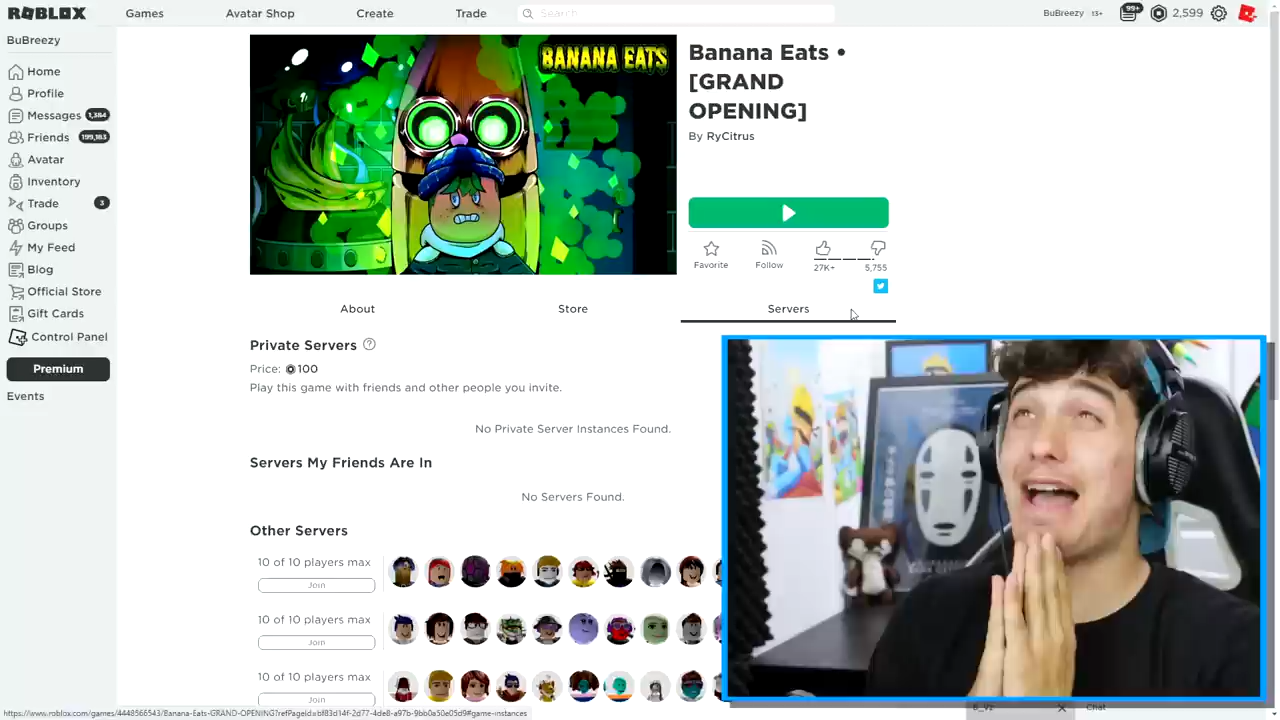 ROBLOX
Games
Avatar Shop
Create
Trade
Search
BuBreezy
13+
99+
2,599
BuBreezy
Home
Profile
Messages 1,384
Friends 199,183
Avatar
Inventory
Trade 3
Groups
My Feed
Blog
Official Store
Gift Cards
Control Panel
Premium
Events
BANANA EATS
Banana Eats •
[GRAND
OPENING]
By RyCitrus
Favorite
Follow
27K+
5,755
About
Store
Servers
Private Servers
Price: 100
Play this game with friends and other people you invite.
No Private Server Instances Found.
Servers My Friends Are In
No Servers Found.
Other Servers
10 of 10 players max
Join
10 of 10 players max
Join
10 of 10 players max
Join
Chat